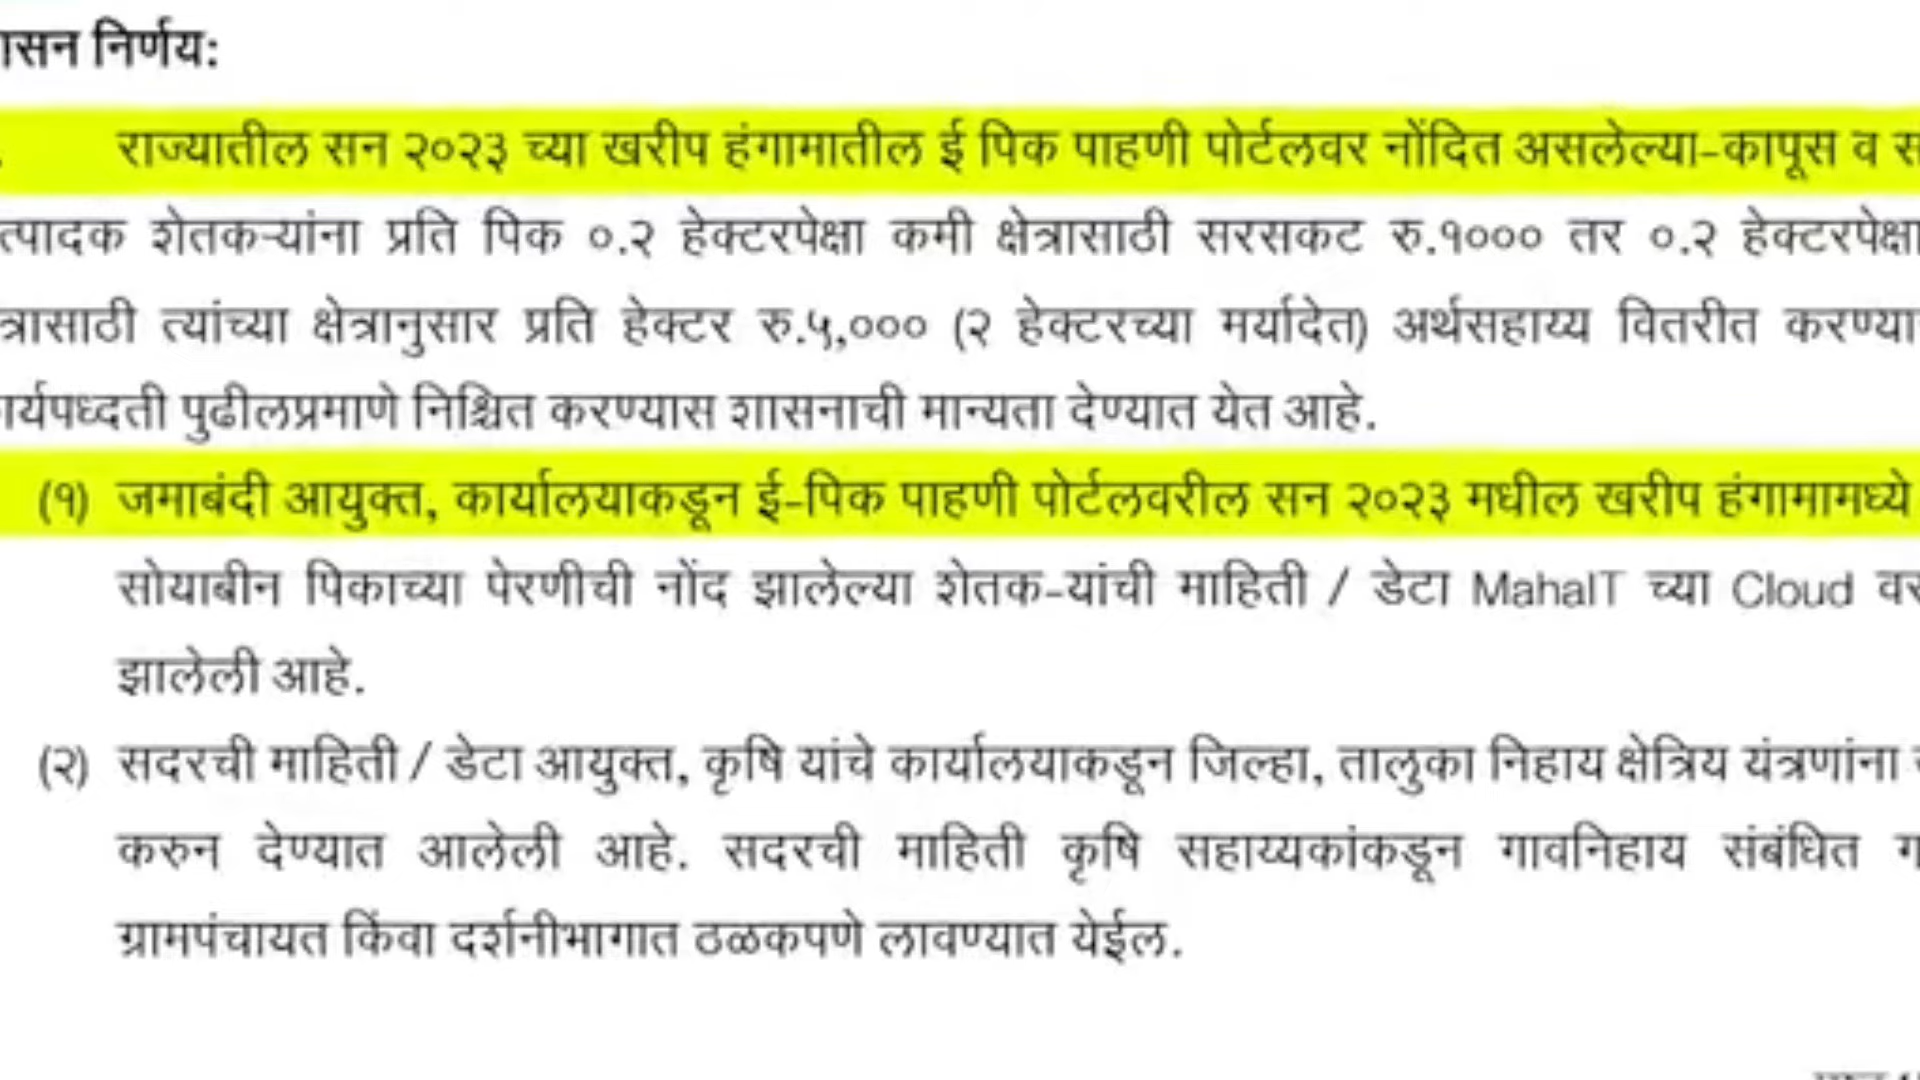 ासन निर्णय:
राज्यातील सन २०२३ च्या खरीप हंगामातील ई पिक पाहणी पोर्टलवर नोंदित असलेल्या-कापूस व स
त्पादक शेतकऱ्यांना प्रति पिक ०.२ हेक्टरपेक्षा कमी क्षेत्रासाठी सरसकट रु.१००० तर ०.२ हेक्टरपेक्षा
त्रासाठी त्यांच्या क्षेत्रानुसार प्रति हेक्टर रु.५,००० (२ हेक्टरच्या मर्यादेत) अर्थसहाय्य वितरीत करण्या
र्यपध्दती पुढीलप्रमाणे निश्चित करण्यास शासनाची मान्यता देण्यात येत आहे.
(१) जमाबंदी आयुक्त, कार्यालयाकडून ई-पिक पाहणी पोर्टलवरील सन २०२३ मधील खरीप हंगामामध्ये
सोयाबीन पिकाच्या पेरणीची नोंद झालेल्या शेतक-यांची माहिती / डेटा MahaIT च्या Cloud वर
झालेली आहे.
(२) सदरची माहिती / डेटा आयुक्त, कृषि यांचे कार्यालयाकडून जिल्हा, तालुका निहाय क्षेत्रिय यंत्रणांना
करुन देण्यात आलेली आहे. सदरची माहिती कृषि सहाय्यकांकडून गावनिहाय संबंधित ग
ग्रामपंचायत किंवा दर्शनीभागात ठळकपणे लावण्यात येईल.